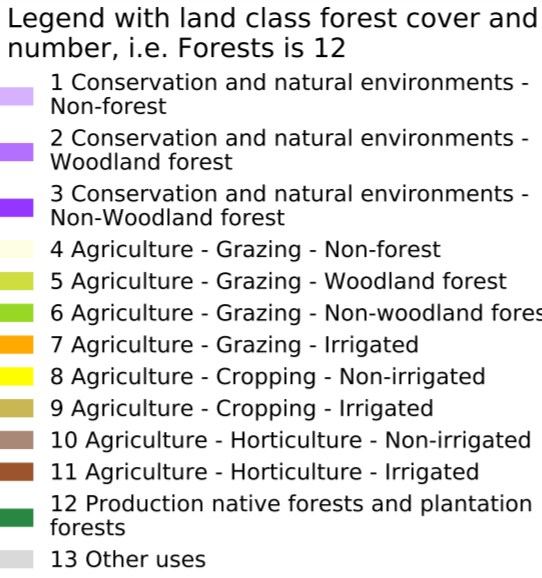 Legend with land class forest cover and
number, i.e. Forests is 12
1 Conservation and natural environments -
Non-forest
2 Conservation and natural environments -
Woodland forest
3 Conservation and natural environments -
Non-Woodland forest
4 Agriculture - Grazing - Non-forest
5 Agriculture - Grazing - Woodland forest
6 Agriculture - Grazing - Non-woodland fores
7 Agriculture - Grazing - Irrigated
8 Agriculture - Cropping - Non-irrigated
9 Agriculture - Cropping - Irrigated
10 Agriculture - Horticulture - Non-irrigated
11 Agriculture - Horticulture - Irrigated
12 Production native forests and plantation
forests
13 Other uses